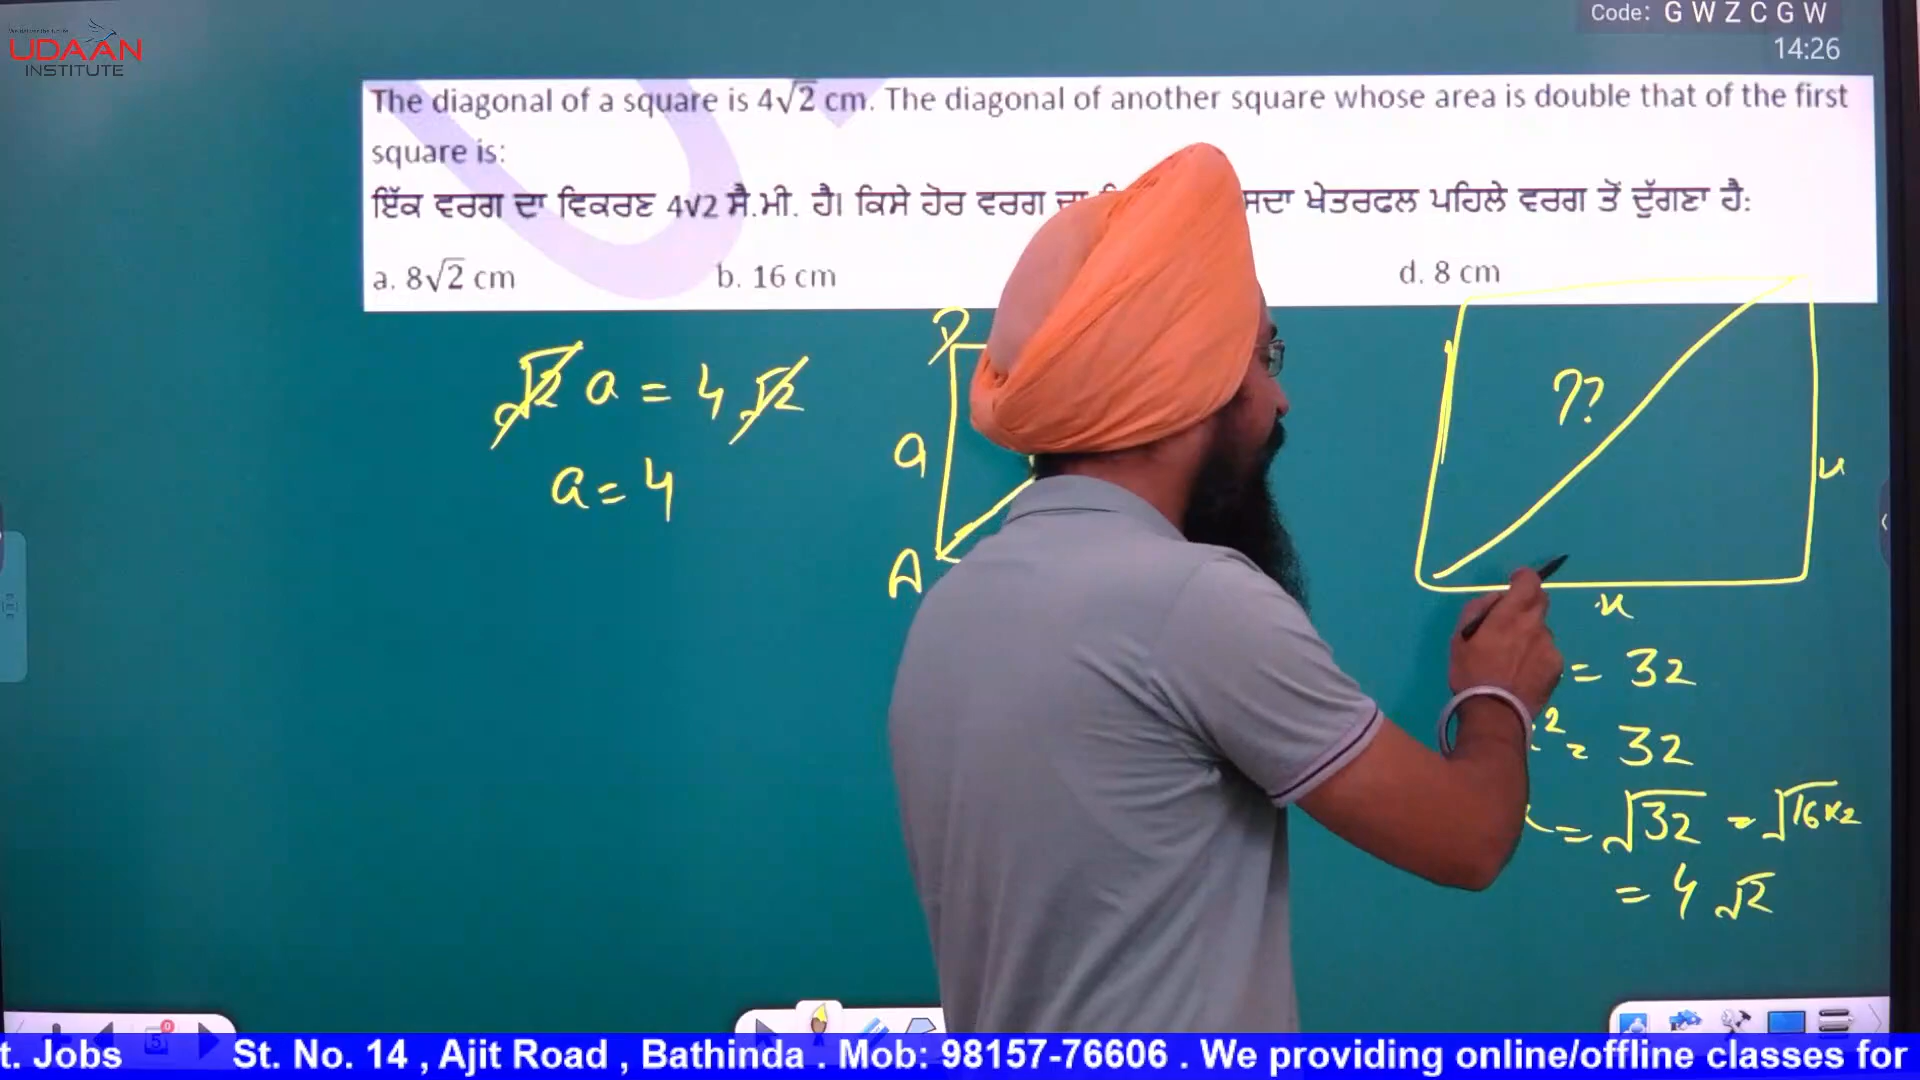 UDAAN
INSTITUTE
Code: G W Z C G W
14:26
The diagonal of a square is 4√2 cm. The diagonal of another square whose area is double that of the first
square is:
ਇੱਕ ਵਰਗ ਦਾ ਵਿਕਰਣ 4√2 ਸੈ.ਮੀ. ਹੈ। ਕਿਸੇ ਹੋਰ ਵਰਗ ਖੇਤਰਫਲ ਪਹਿਲੇ ਵਰਗ ਤੋਂ ਦੁੱਗਣਾ ਹੈ:
a. 8√2 cm b. 16 cm d. 8 cm
√2 a = 4 √2
a = 4
D
a
A
??
x
x
= 32
² = 32
= √32 = √16x2
= 4 √2
5
0
t. Jobs St. No. 14 , Ajit Road , Bathinda . Mob: 98157-76606 . We providing online/offline classes for